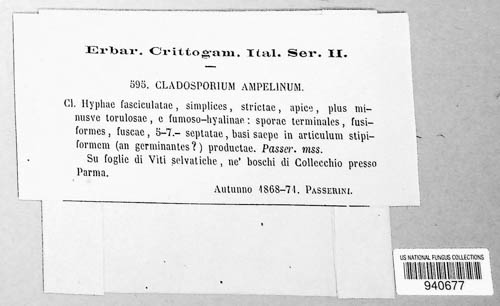 Erbar. Crittogam. Ital. Ser. II.
595. CLADOSPORIUM AMPELINUM.
Cl. Hyphae fasciculatae, simplices, strictae, apice, plus mi-
nusve torulosae, e fumoso-hyalinae: sporae terminales, fusi-
formes, fuscae, 5-7.- septatae, basi saepe in articulum stipi-
formem (an germinantes?) productae. Passer. mss.
Su foglie di Viti selvatiche, ne' boschi di Collecchio presso
Parma.
Autunno 1868-71. PASSERINI.
US NATIONAL FUNGUS COLLECTIONS
940677